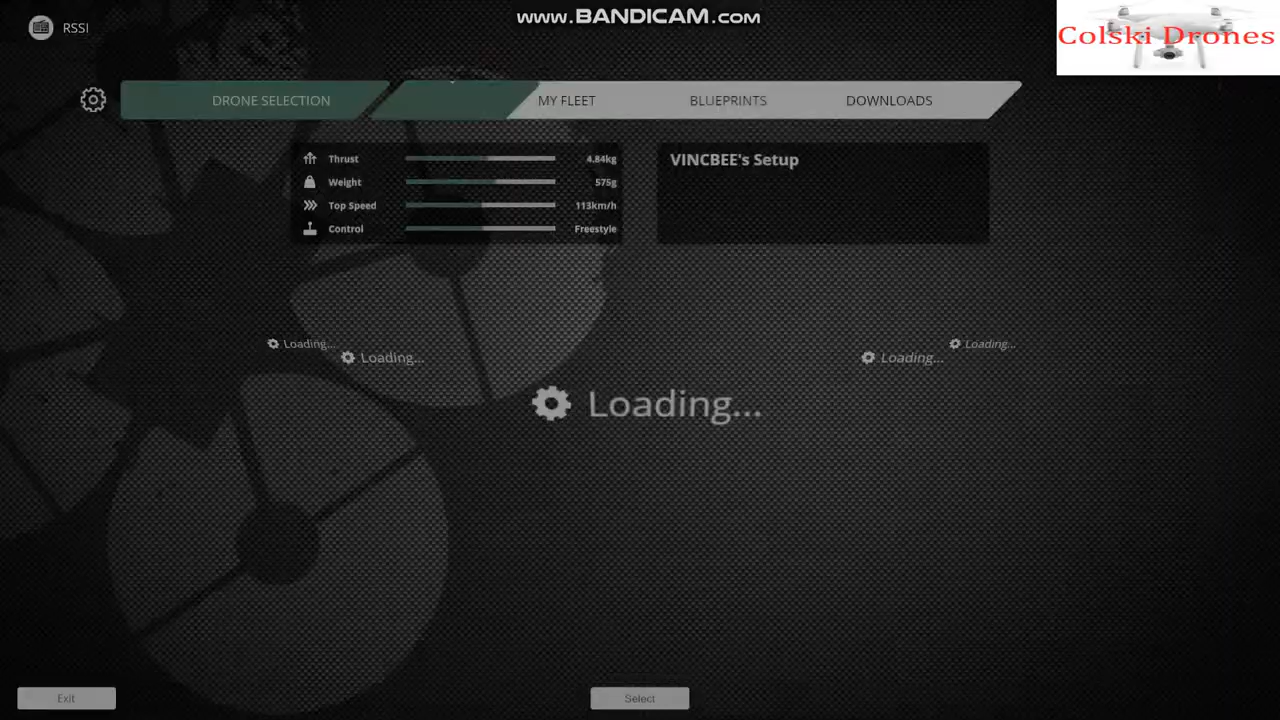 www.BANDICAM.com
RSSI
Colski Drones
DRONE SELECTION
MY FLEET
BLUEPRINTS
DOWNLOADS
Thrust 4.84kg
Weight 575g
Top Speed 113km/h
Control Freestyle
VINCBEE's Setup
Loading...
Loading...
Loading...
Loading...
Loading...
Exit
Select